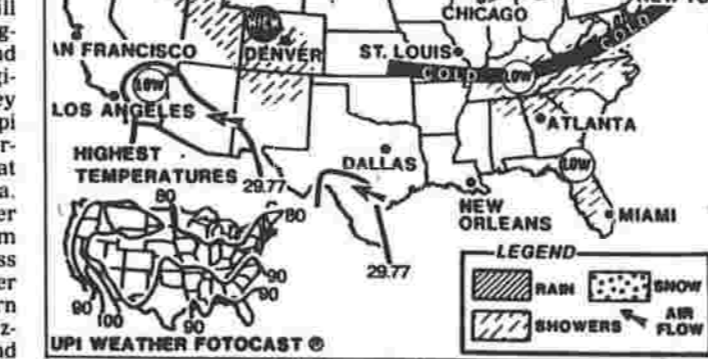 CHICAGO
AN FRANCISCO
DENVER
ST. LOUIS
COLD
LOW
COLD
LOW
LOS ANGELES
ATLANTA
HIGHEST
TEMPERATURES
DALLAS
LOW
29.77
80
80
NEW
ORLEANS
MIAMI
29.77
LEGEND
RAIN
SNOW
SHOWERS
AIR
FLOW
90
90
90
100
90
UPI WEATHER FOTOCAST ®